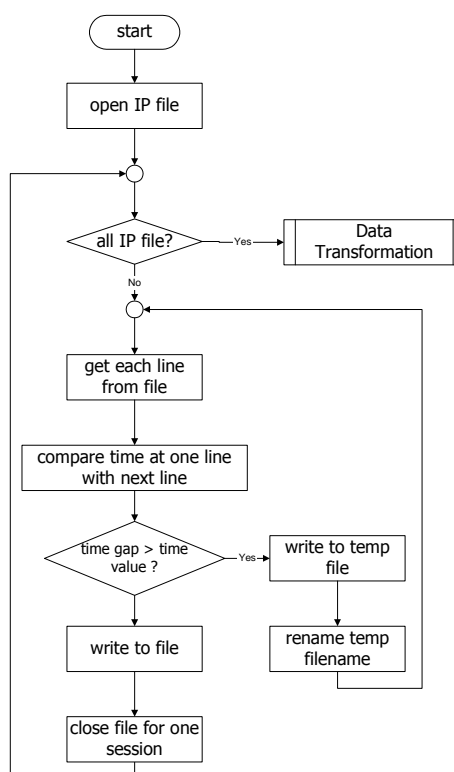 start
open IP file
all IP file?
Yes
Data
Transformation
No
get each line
from file
compare time at one line
with next line
time gap > time
value ?
Yes
write to temp
file
write to file
rename temp
filename
close file for one
session